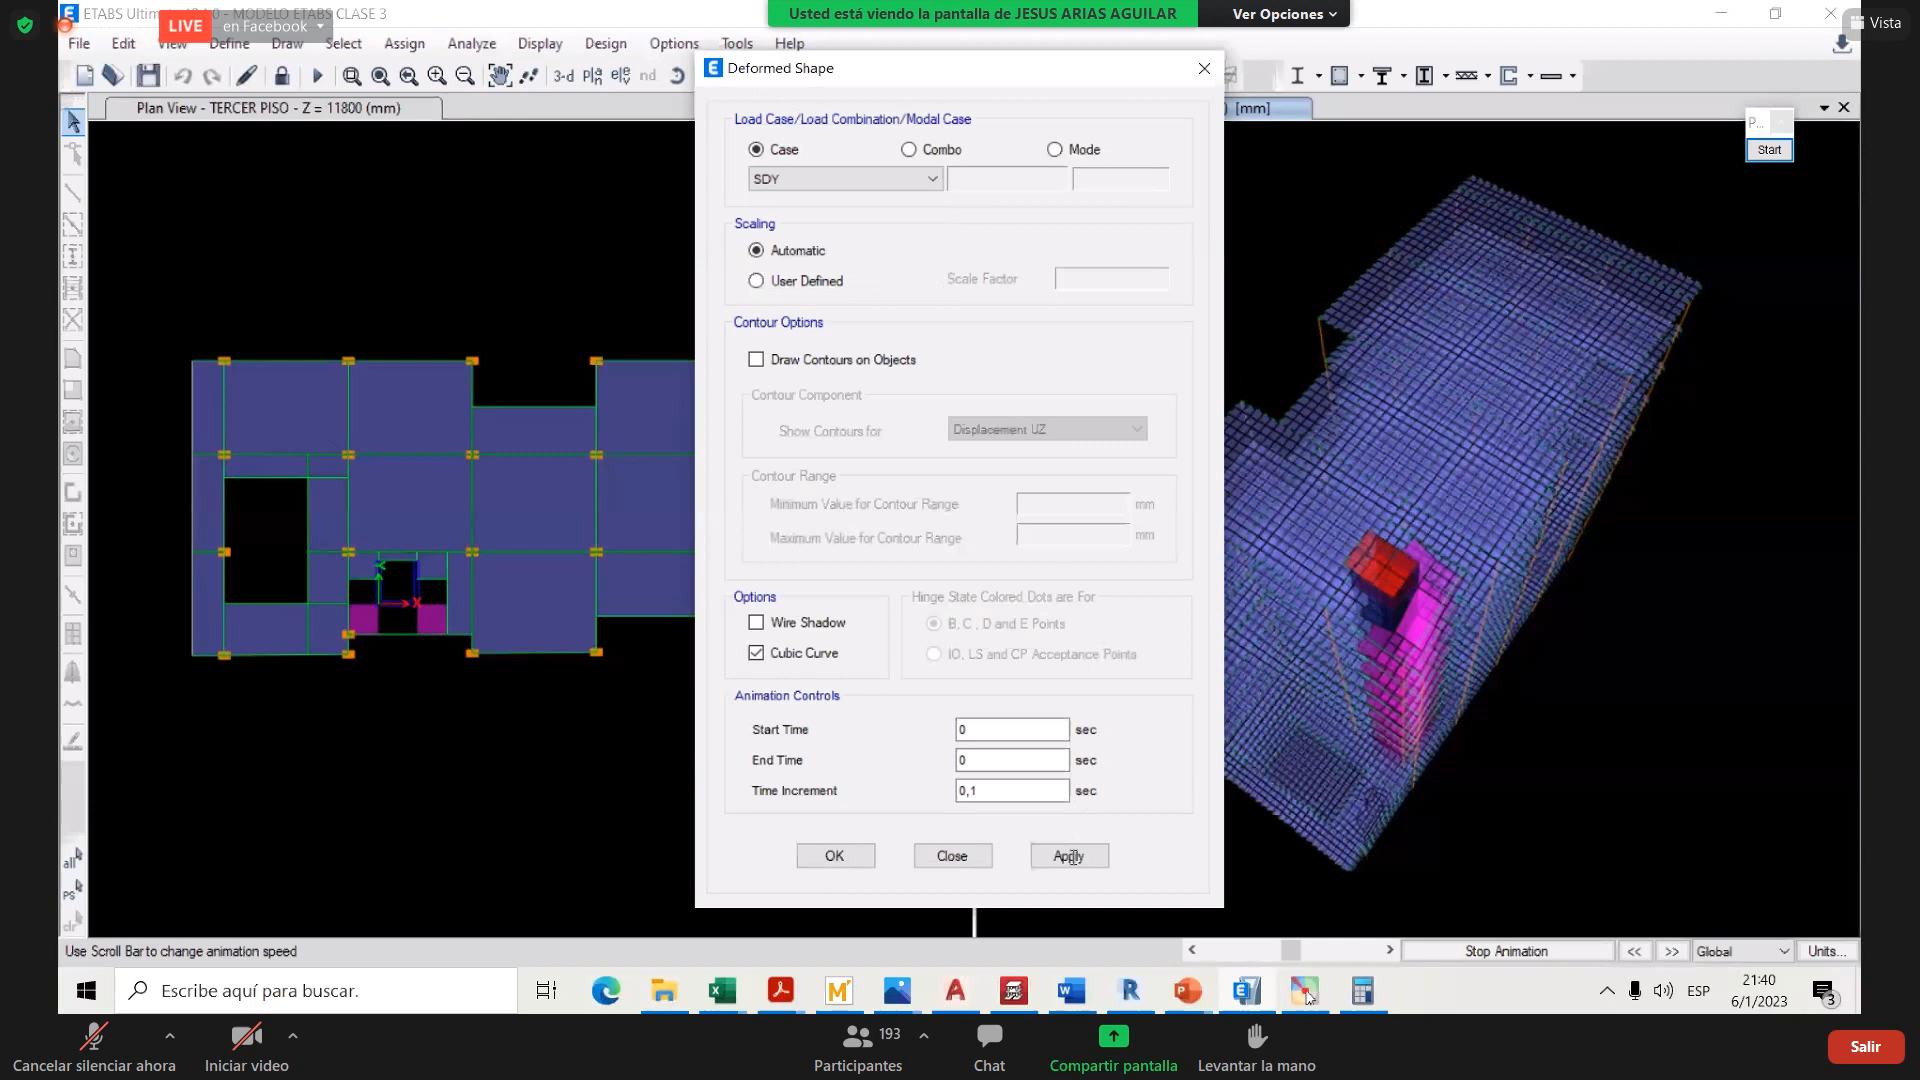 Usted está viendo la pantalla de JESUS ARIAS AGUILAR
Ver Opciones
Vista
LIVE en Facebook
- MODELO ETABS CLASE 3
File Edit View Define Draw Select Assign Analyze Display Design Options Tools Help
3-d
nd
Plan View - TERCER PISO - Z = 11800 (mm)
[mm]
P...
Start
Deformed Shape
Load Case/Load Combination/Modal Case
Case Combo Mode
SDY
Scaling
Automatic
User Defined Scale Factor
Contour Options
Draw Contours on Objects
Contour Component
Show Contours for Displacement UZ
Contour Range
Minimum Value for Contour Range mm
Maximum Value for Contour Range mm
Options Hinge State Colored Dots are For
Wire Shadow B, C , D and E Points
Cubic Curve IO, LS and CP Acceptance Points
Animation Controls
Start Time 0 sec
End Time 0 sec
Time Increment 0,1 sec
OK Close Apply
X
all
PS
clr
Use Scroll Bar to change animation speed
Stop Animation << >> Global Units...
Escribe aquí para buscar.
ESP
21:40
6/1/2023
3
Cancelar silenciar ahora
Iniciar video
193
Participantes
Chat
Compartir pantalla
Levantar la mano
Salir